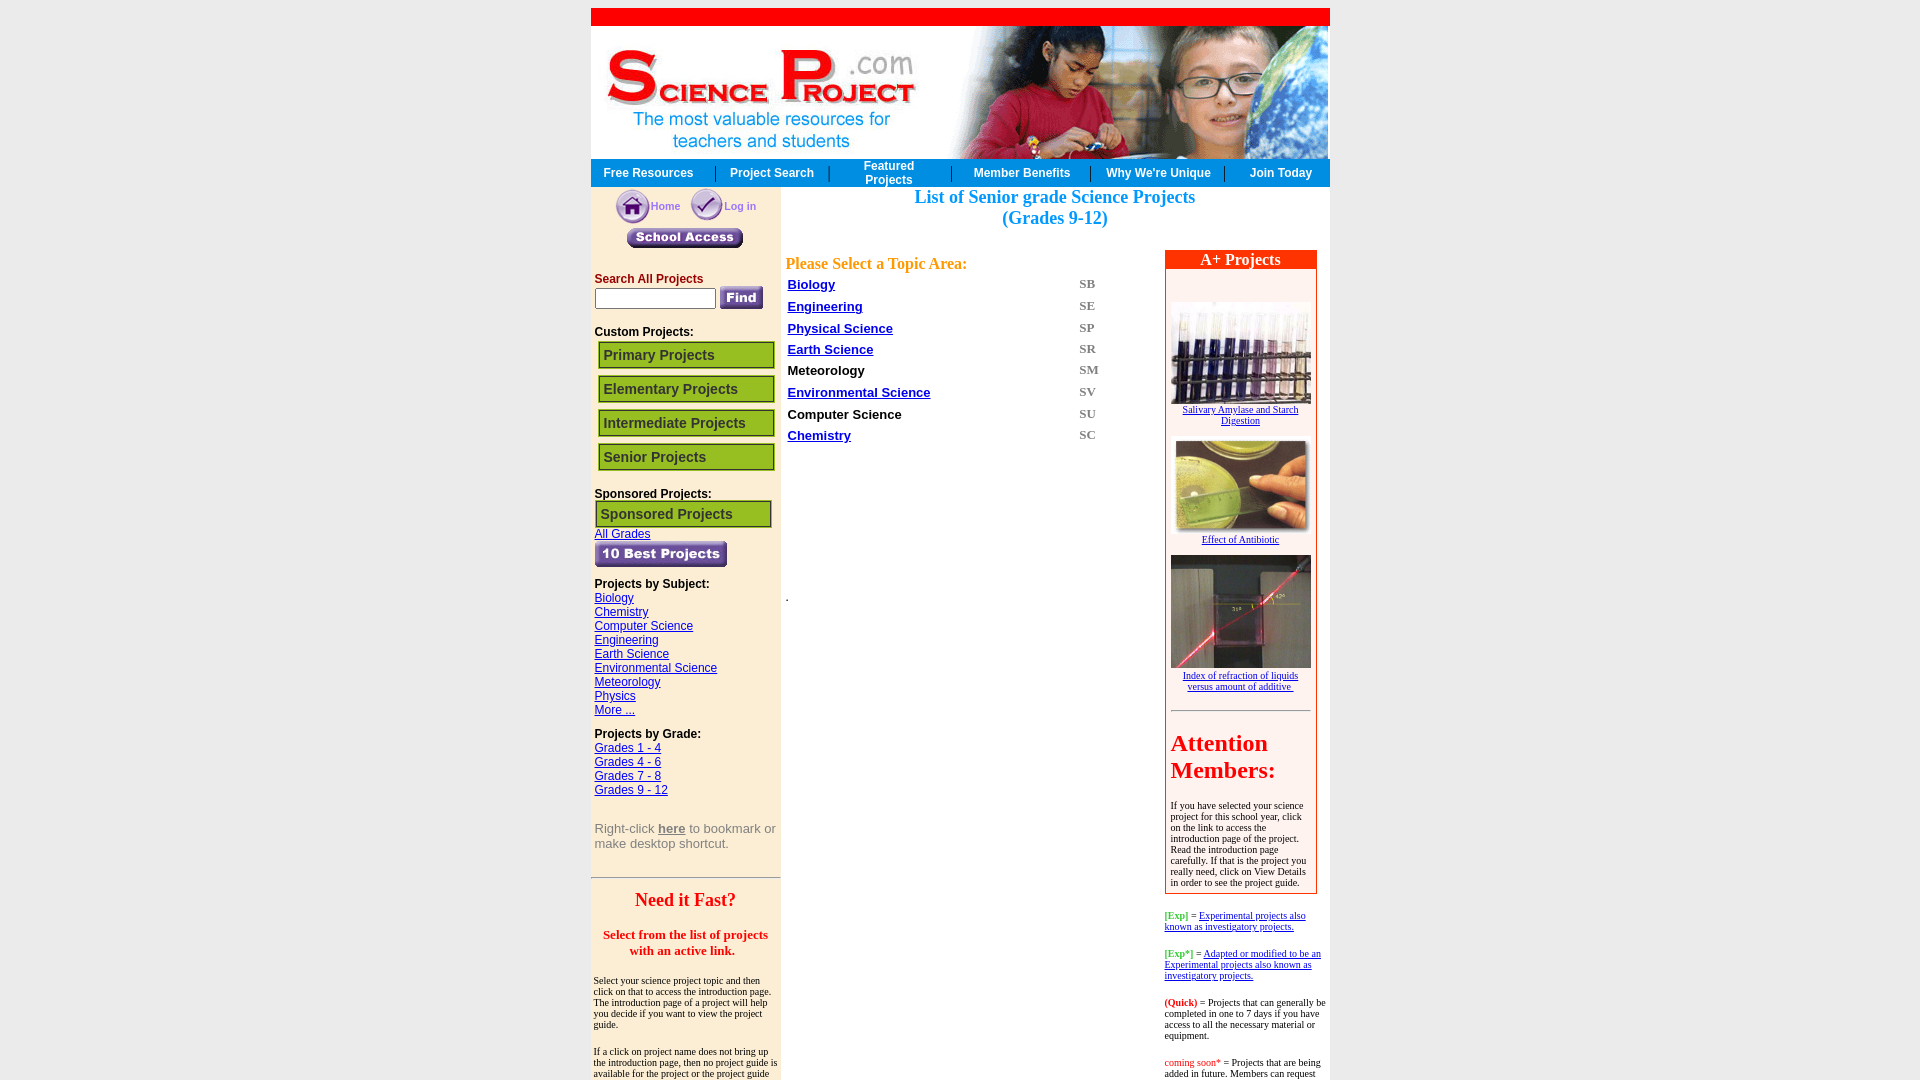 Science Project .com
The most valuable resources for
teachers and students
Free Resources
Project Search
Featured
Projects
Member Benefits
Why We're Unique
Join Today
Home
Log in
School Access
Search All Projects
Find
Custom Projects:
Primary Projects
Elementary Projects
Intermediate Projects
Senior Projects
Sponsored Projects:
Sponsored Projects
All Grades
10 Best Projects
Projects by Subject:
Biology
Chemistry
Computer Science
Engineering
Earth Science
Environmental Science
Meteorology
Physics
More ...
Projects by Grade:
Grades 1 - 4
Grades 4 - 6
Grades 7 - 8
Grades 9 - 12
Right-click here to bookmark or
make desktop shortcut.
Need it Fast?
Select from the list of projects
with an active link.
Select your science project topic and then
click on that to access the introduction page.
The introduction page of a project will help
you decide if you want to view the project
guide.
If a click on project name does not bring up
the introduction page, then no project guide is
available for the project or the project guide
List of Senior grade Science Projects
(Grades 9-12)
Please Select a Topic Area:
Biology SB
Engineering SE
Physical Science SP
Earth Science SR
Meteorology SM
Environmental Science SV
Computer Science SU
Chemistry SC
.
A+ Projects
Salivary Amylase and Starch
Digestion
Effect of Antibiotic
31º
42º
Index of refraction of liquids
versus amount of additive
Attention
Members:
If you have selected your science
project for this school year, click
on the link to access the
introduction page of the project.
Read the introduction page
carefully. If that is the project you
really need, click on View Details
in order to see the project guide.
[Exp] = Experimental projects also
known as investigatory projects.
[Exp*] = Adapted or modified to be an
Experimental projects also known as
investigatory projects.
(Quick) = Projects that can generally be
completed in one to 7 days if you have
access to all the necessary material or
equipment.
coming soon* = Projects that are being
added in future. Members can request